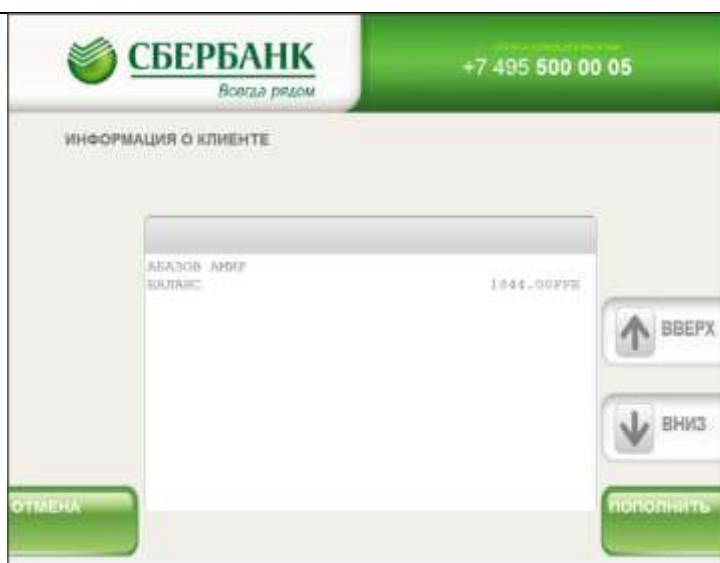 СБЕРБАНК
Всегда рядом
+7 495 500 00 05
ИНФОРМАЦИЯ О КЛИЕНТЕ
АБАЗОВ АМИР
БАЛАНС 1844.00РУБ
ВВЕРХ
ВНИЗ
ОТМЕНА
ПОПОЛНИТЬ